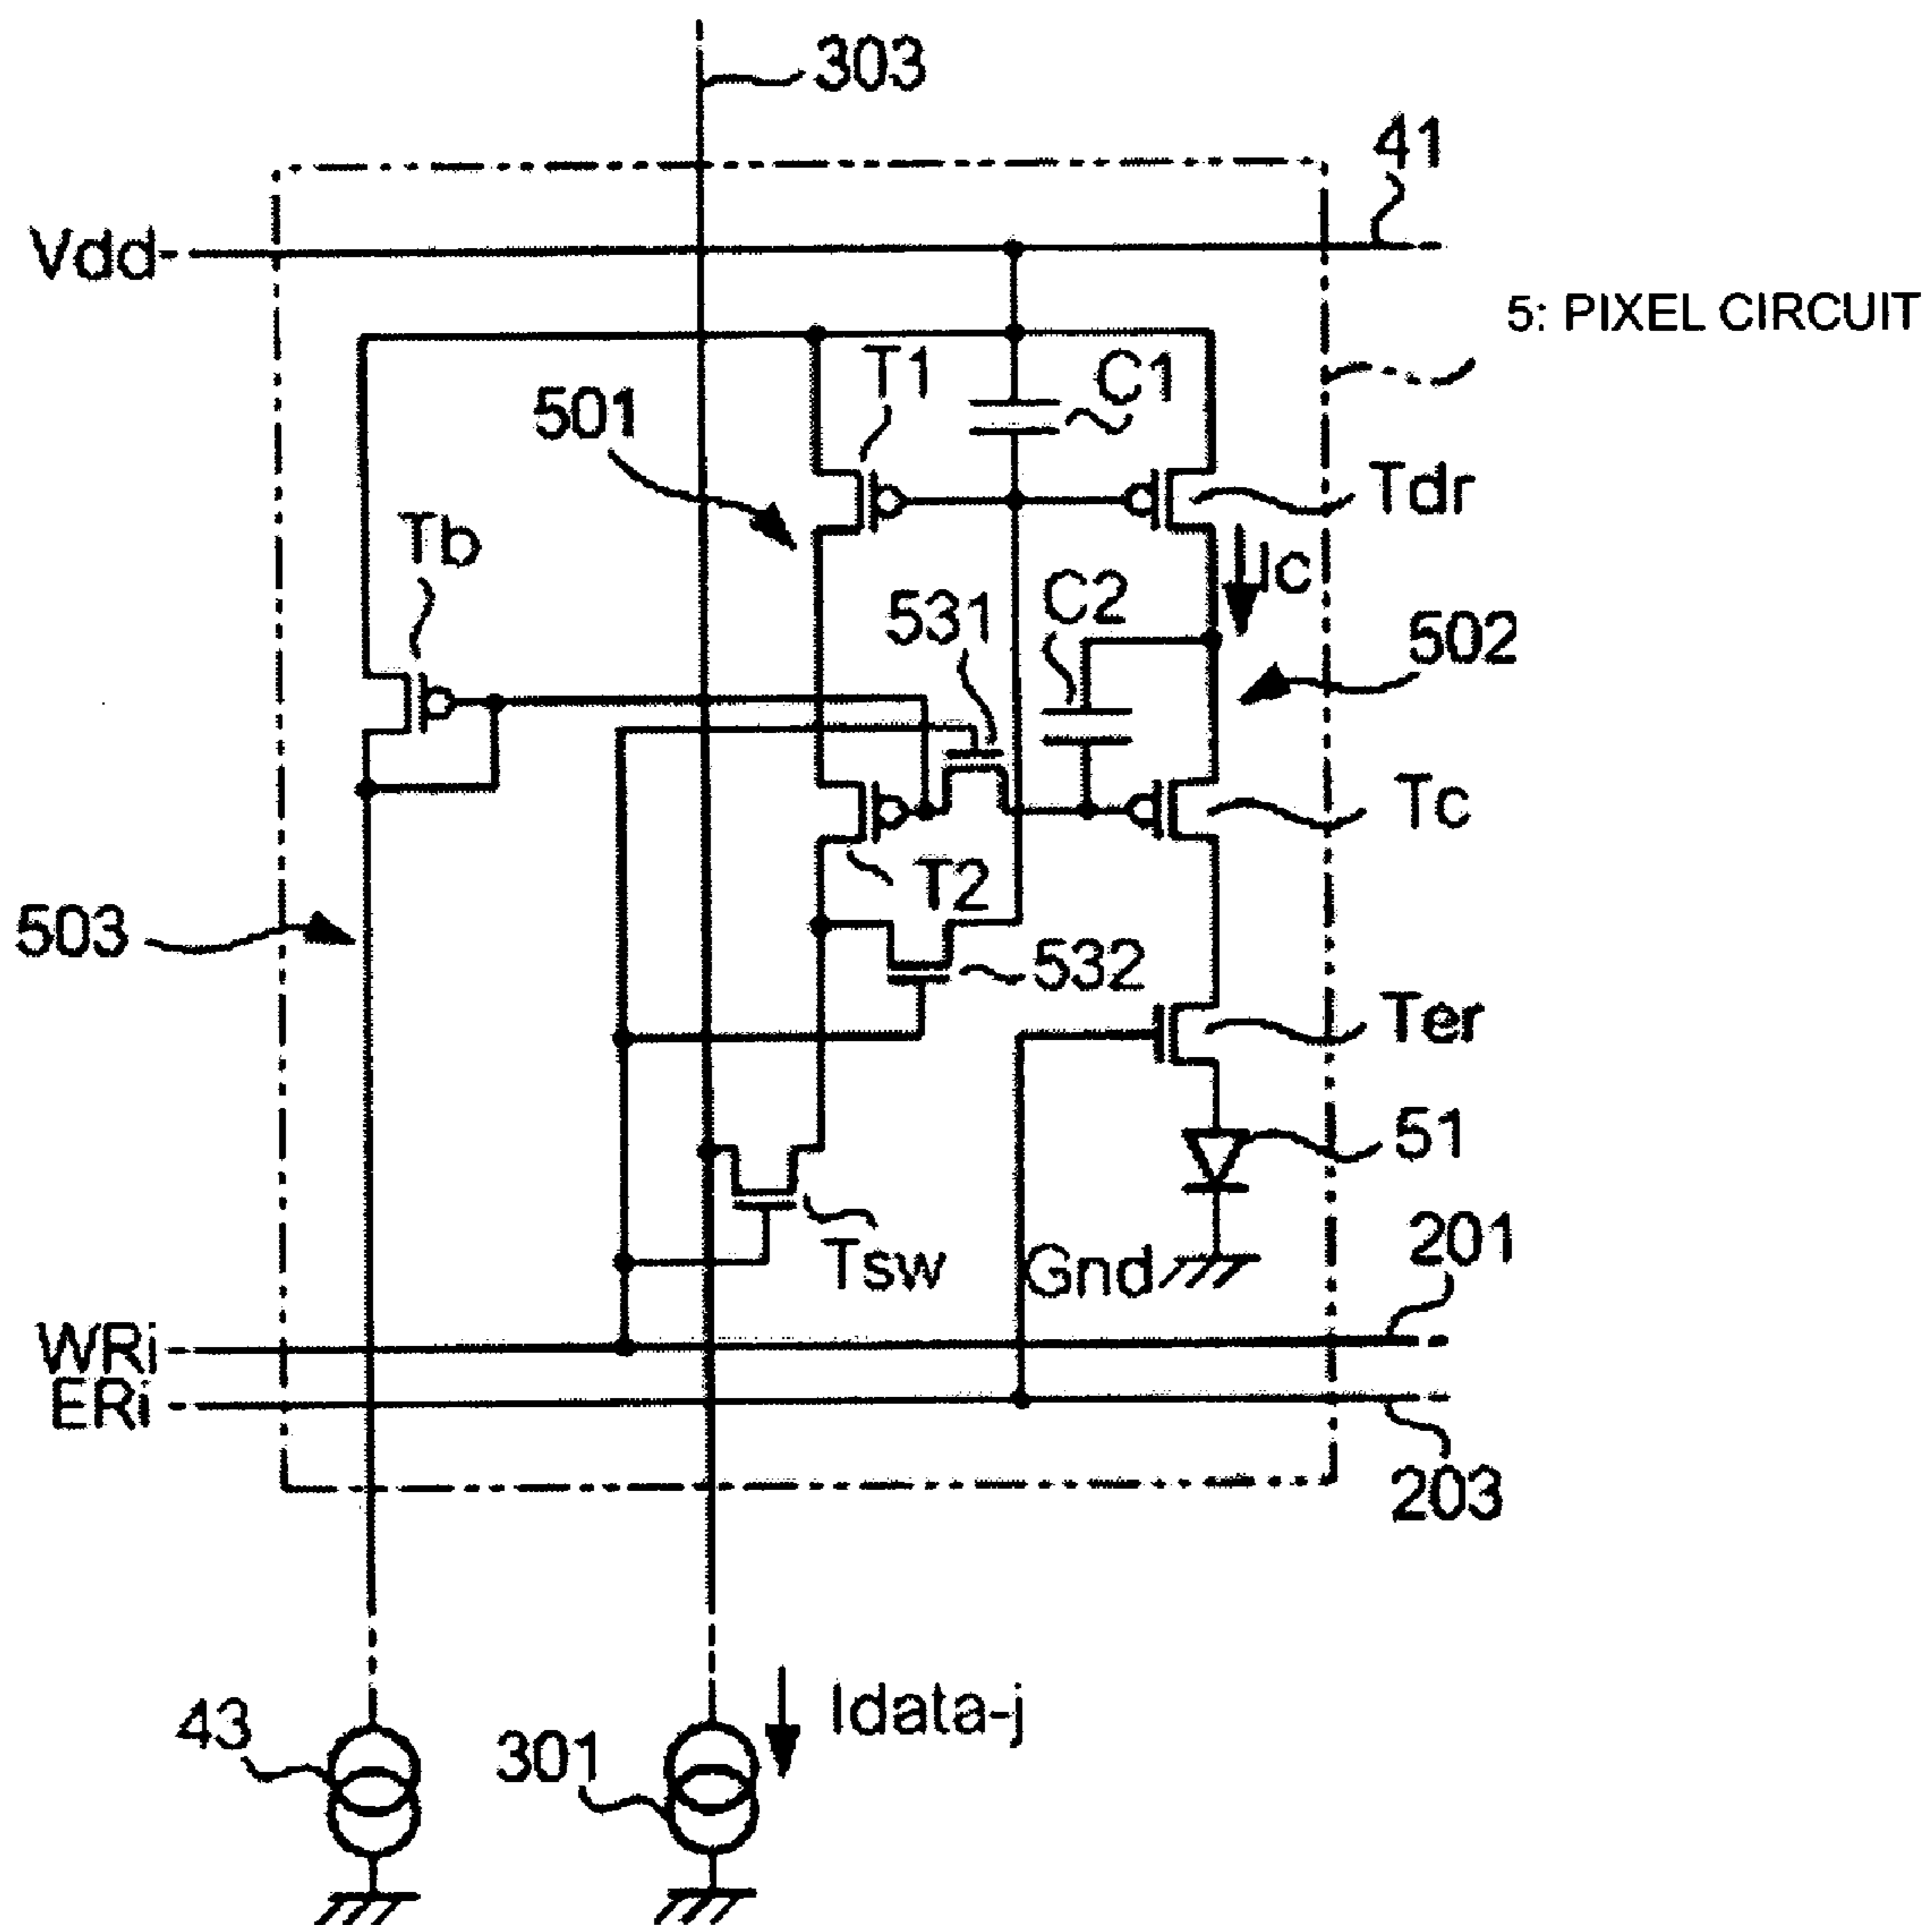 303
41
Vdd
5: PIXEL CIRCUIT
T1
C1
501
Tdr
Tb
Ic
531
C2
502
Tc
T2
503
532
Ter
51
201
Tsw
Gnd
WRi
ERi
203
43
301
Idata-j